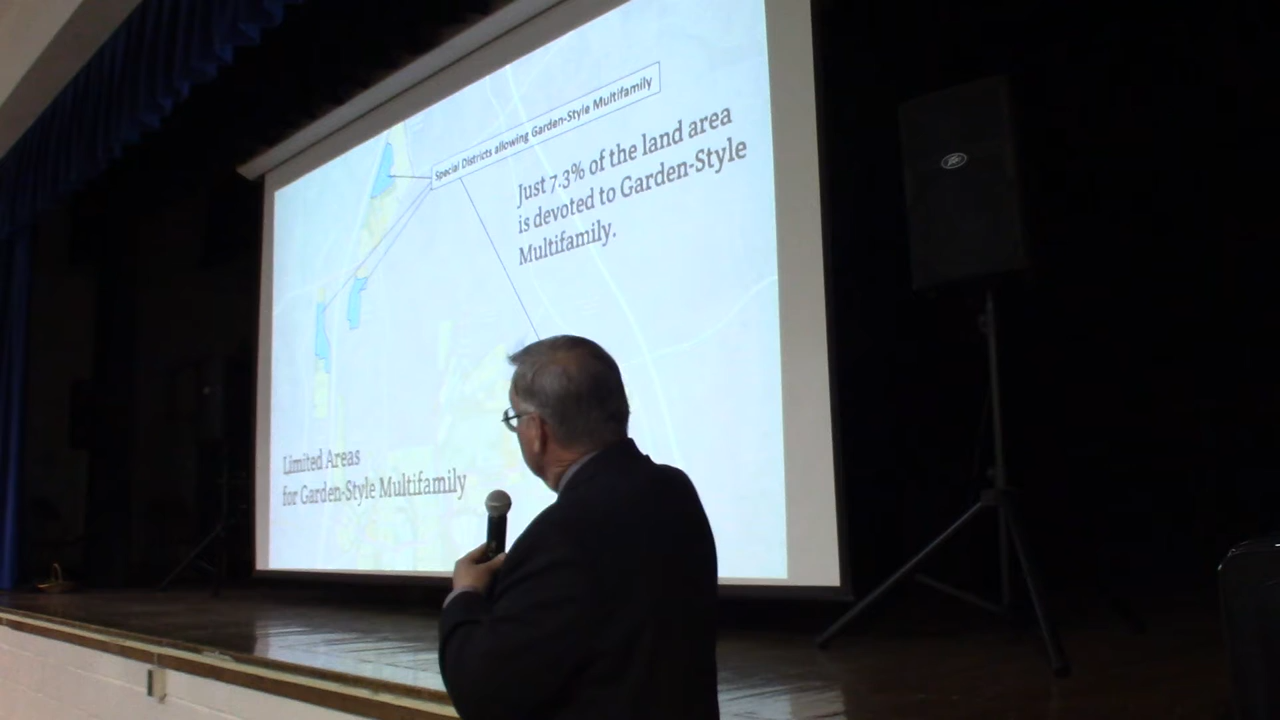 Special Districts allowing Garden-Style Multifamily
Just 7.3% of the land area
is devoted to Garden-Style
Multifamily.
Limited Areas
for Garden-Style Multifamily